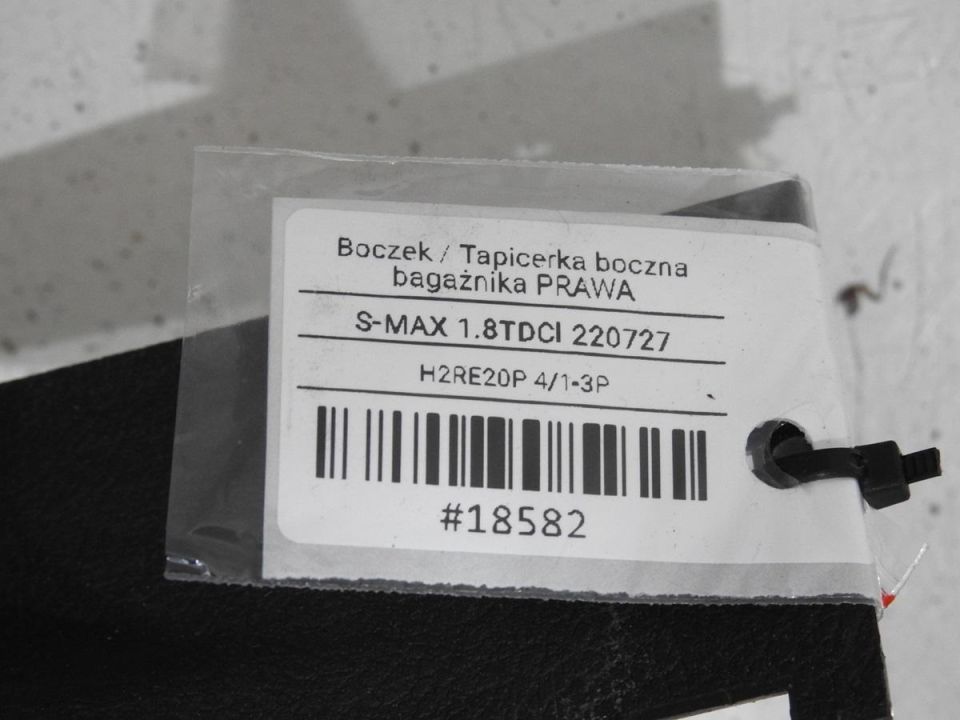 Boczek / Tapicerka boczna
bagażnika PRAWA
S-MAX 1.8TDCI 220727
H2RE20P 4/1-3P
#18582